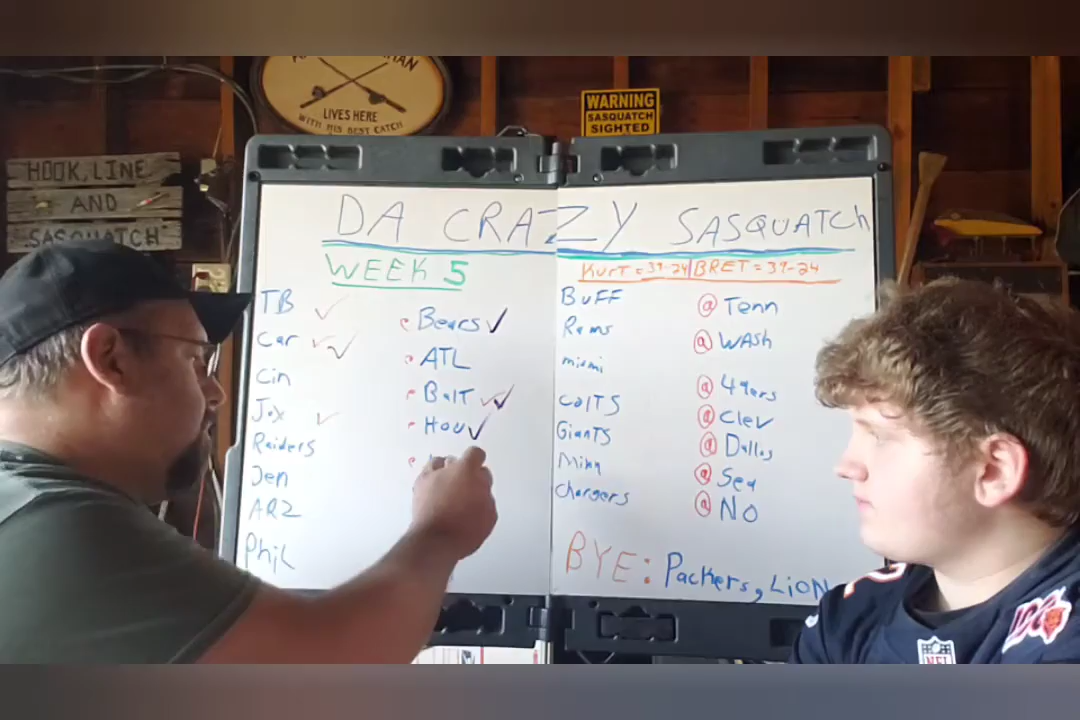 LIVES HERE
WITH HIS BEST CATCH
WARNING
SASQUATCH
SIGHTED
HOOK, LINE
AND
SASQUATCH
DA CRAZY SASQUATCH
WEEK 5
KURT = 37-24 BRET = 37-24
TB @ Bears
Car @ ATL
Cin @ BalT
Jax @ HOU
Raiders @
Den
ARZ
Phil
BUFF @ Tenn
Rams @ WAsh
miami @ 49ers
colTS @ Clev
GianTS @ Dallas
Minn @ Sea
Chargers @ NO
BYE: Packers, LiON
NFL
100